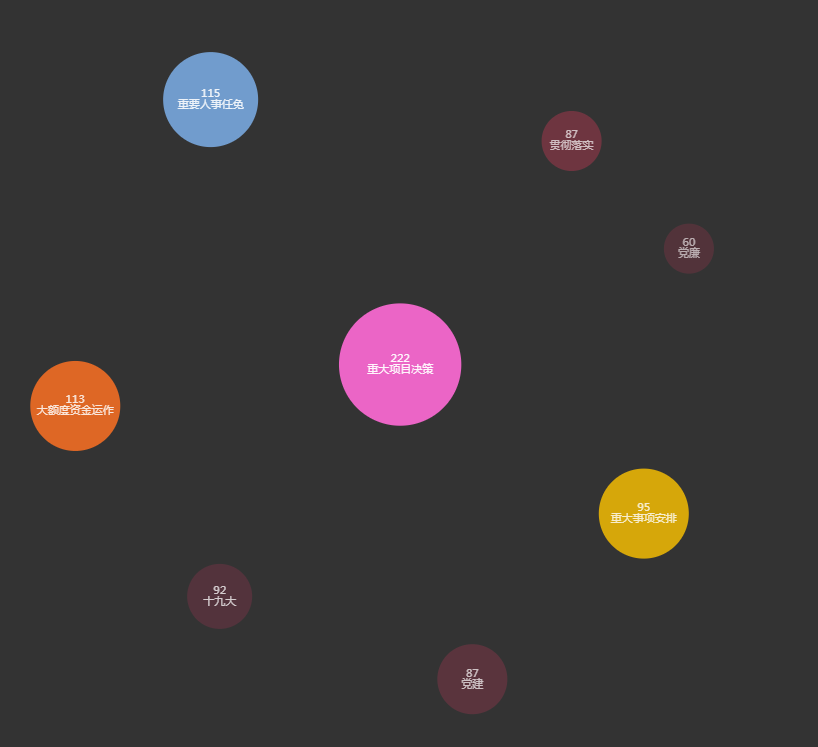 115
重要人事任免
87
贯彻落实
60
党廉
222
重大项目决策
113
大额度资金运作
95
重大事项安排
92
十九大
87
党建